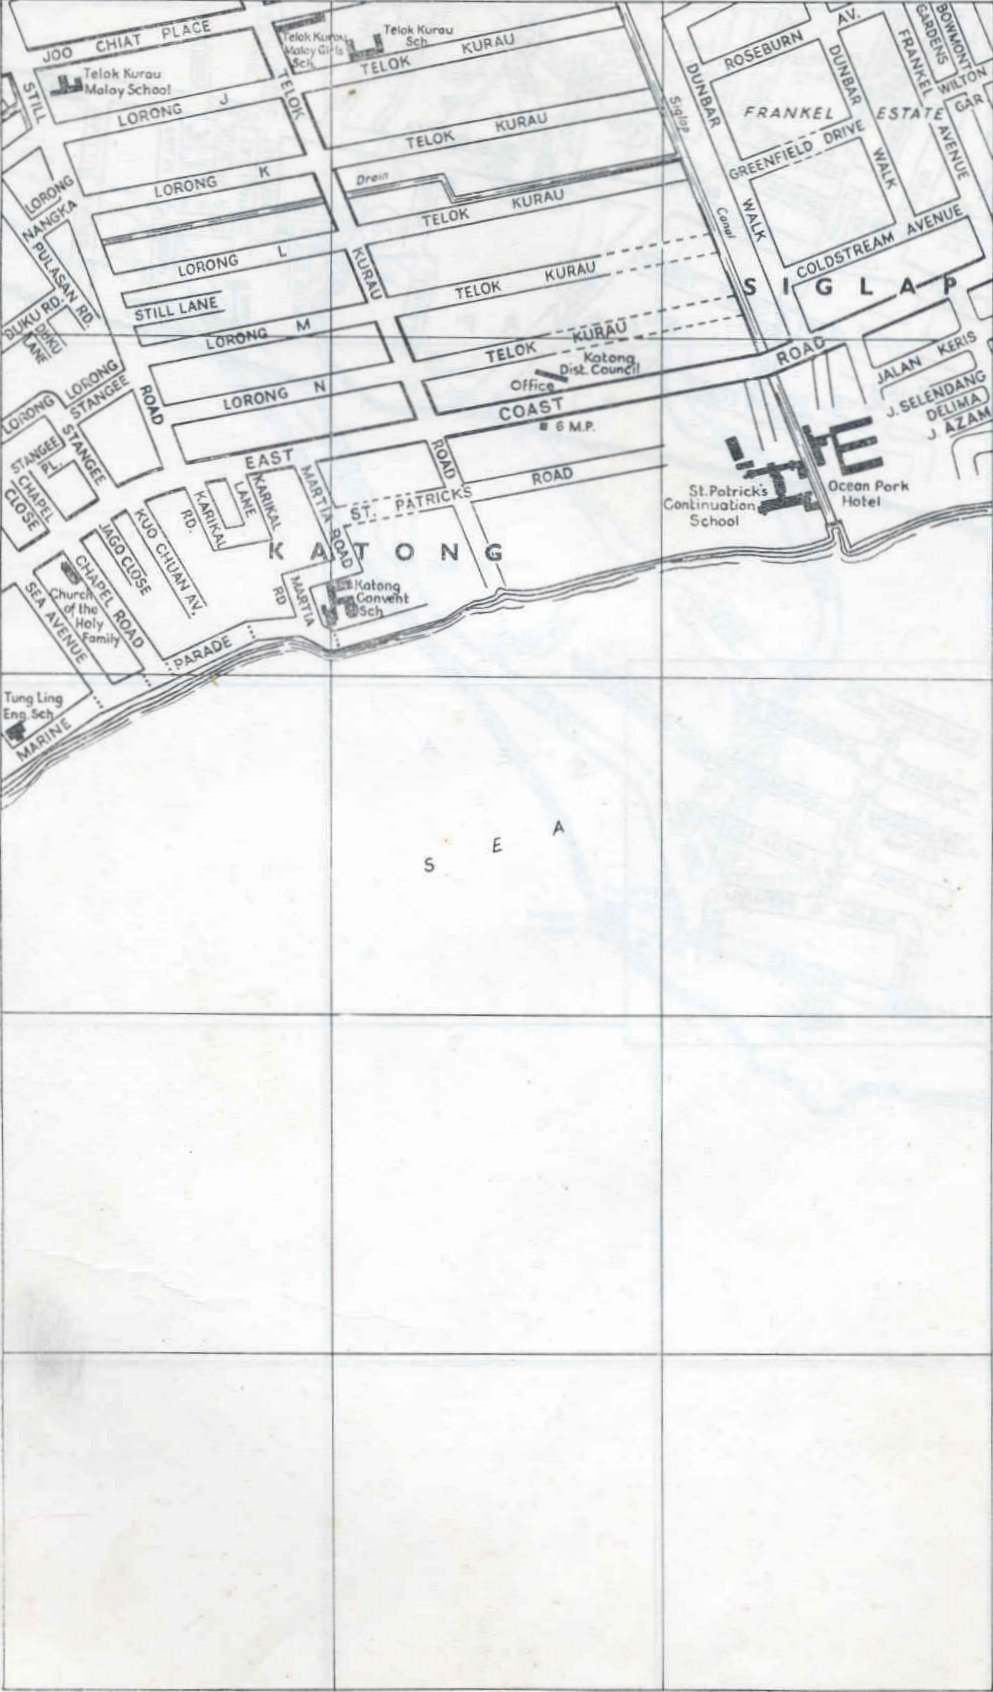 JOO CHIAT PLACE
Telok Kurau
Malay Girls
Sch.
Telok Kurau
Sch.
TELOK KURAU
Telok Kurau
Malay School
STILL
LORONG J
TELOK
TELOK KURAU
LORONG K
Drain
TELOK KURAU
LORONG
NANGKA
PULASAN RD.
LORONG L
KURAU
TELOK KURAU
STILL LANE
DUKU RD.
DUKU
LANE
LORONG M
TELOK KURAU
Katong
Dist. Council
Office
LORONG N
LORONG
STANGEE
LORONG
STANGEE
STANGEE
PL.
ROAD
EAST
COAST
ROAD
6 M.P.
CHAPEL
CLOSE
KARIKAL
RD.
KARIKAL
LANE
MARTIA
ROAD
ROAD
ST. PATRICKS
ROAD
KATONG
JAGO CLOSE
KUO CHUAN AV.
CHAPEL ROAD
Church
of the
Holy
Family
SEA AVENUE
MARTIA
RD
Katong
Convent
Sch
MARINE
PARADE
Tung Ling
Eng. Sch
Siglap
Canal
DUNBAR
WALK
ROSEBURN
AV.
DUNBAR
WALK
FRANKEL
GARDENS
BOWMONT
WILTON
GAR
FRANKEL
AVENUE
FRANKEL ESTATE
GREENFIELD DRIVE
COLDSTREAM AVENUE
SIGLAP
JALAN KERIS
J. SELENDANG
DELIMA
J. AZAM
St. Patrick's
Continuation
School
Ocean Park
Hotel
SEA